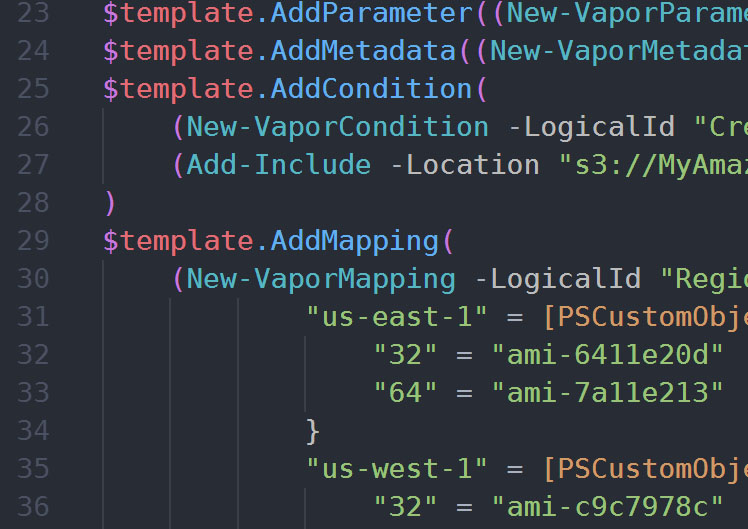 23 $template.AddParameter((New-VaporParame
24 $template.AddMetadata((New-VaporMetadat
25 $template.AddCondition(
26 (New-VaporCondition -LogicalId "Cre
27 (Add-Include -Location "s3://MyAmaz
28 )
29 $template.AddMapping(
30 (New-VaporMapping -LogicalId "Regio
31 "us-east-1" = [PSCustomObje
32 "32" = "ami-6411e20d"
33 "64" = "ami-7a11e213"
34 }
35 "us-west-1" = [PSCustomObje
36 "32" = "ami-c9c7978c"